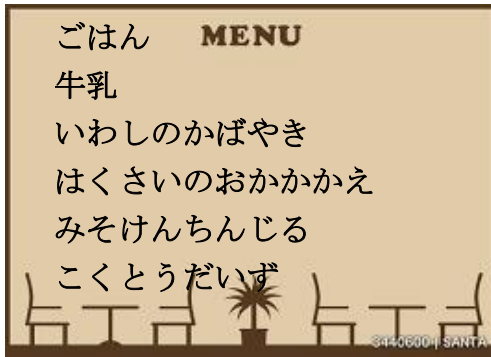 ごはん MENU
牛乳
いわしのかばやき
はくさいのおかかかえ
みそけんちんじる
こくとうだいず
3440600 | SANTA